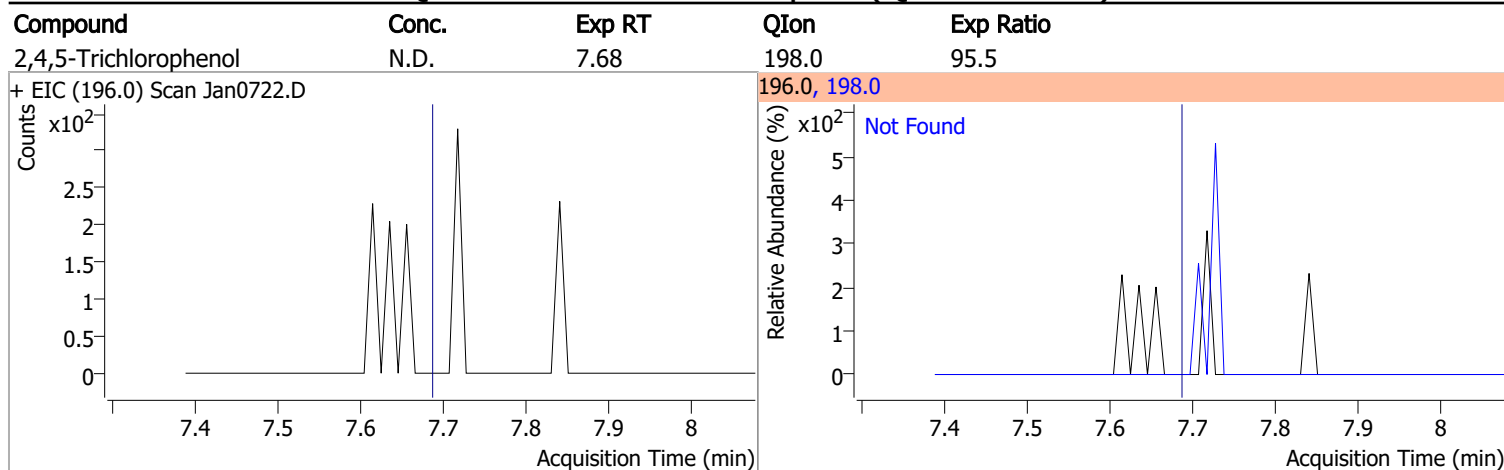 Compound Conc. Exp RT QIon Exp Ratio
2,4,5-Trichlorophenol N.D. 7.68 198.0 95.5
+ EIC (196.0) Scan Jan0722.D
Counts
x10²
2.5
2
1.5
1
0.5
0
7.4 7.5 7.6 7.7 7.8 7.9 8
Acquisition Time (min)
196.0, 198.0
Relative Abundance (%)
x10²
Not Found
5
4
3
2
1
0
7.4 7.5 7.6 7.7 7.8 7.9 8
Acquisition Time (min)